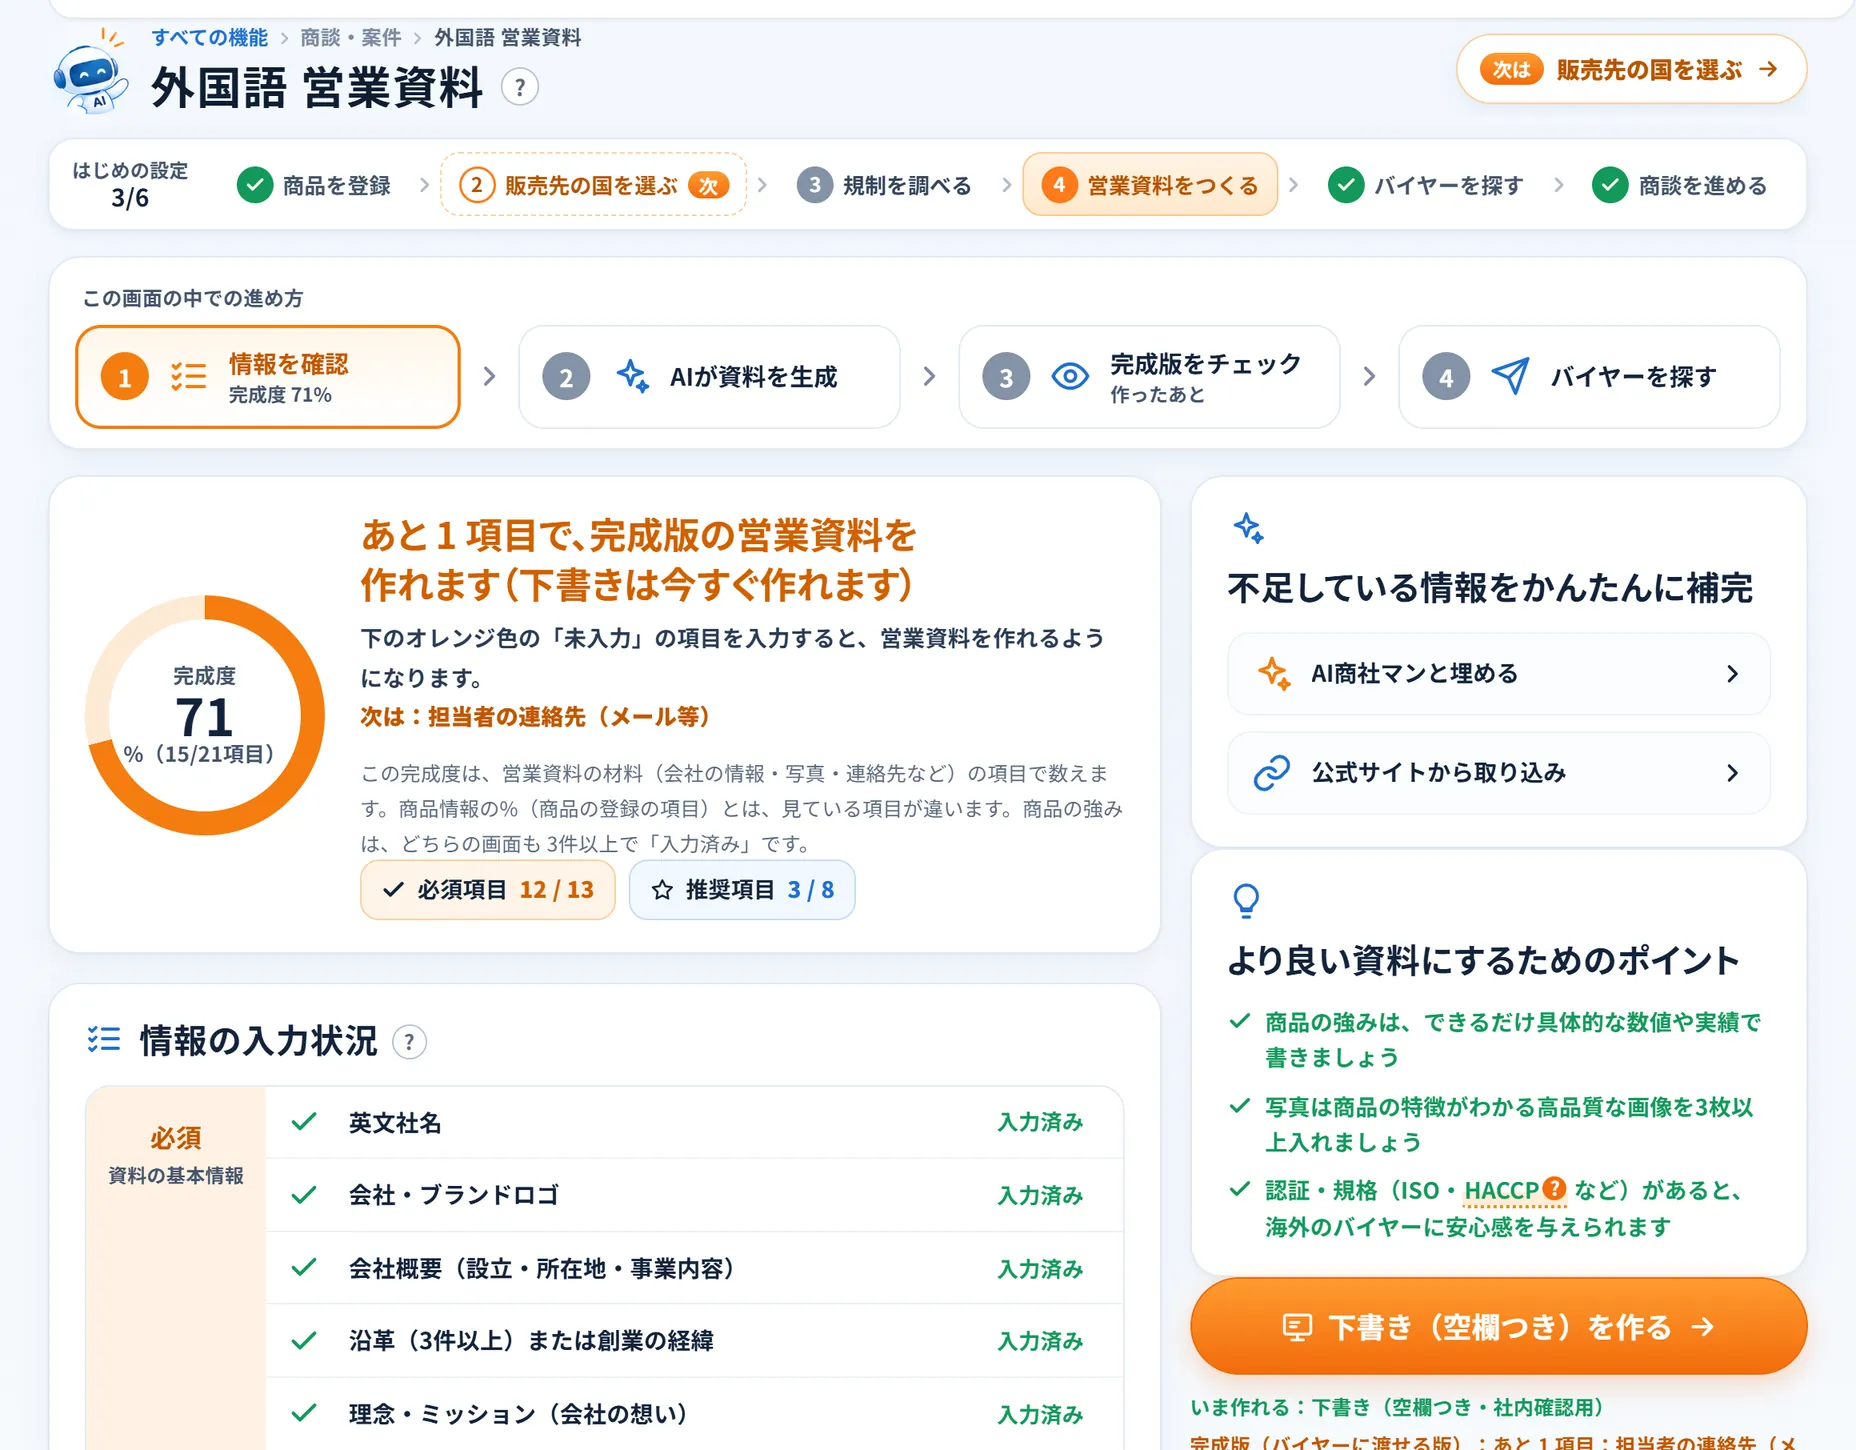 すべての機能 > 商談・案件 > 外国語 営業資料
外国語 営業資料 ?
次は 販売先の国を選ぶ →
AI
はじめの設定
3/6
商品を登録
2 販売先の国を選ぶ 次
3 規制を調べる
4 営業資料をつくる
バイヤーを探す
商談を進める
この画面の中での進め方
1 情報を確認
完成度 71%
2 AIが資料を生成
3 完成版をチェック
作ったあと
4 バイヤーを探す
完成度
71
%（15/21項目）
あと 1 項目で、完成版の営業資料を
作れます（下書きは今すぐ作れます）
下のオレンジ色の「未入力」の項目を入力すると、営業資料を作れるよう
になります。
次は：担当者の連絡先（メール等）
この完成度は、営業資料の材料（会社の情報・写真・連絡先など）の項目で数えま
す。商品情報の%（商品の登録の項目）とは、見ている項目が違います。商品の強み
は、どちらの画面も 3件以上で「入力済み」です。
必須項目 12 / 13
推奨項目 3 / 8
情報の入力状況 ?
必須
資料の基本情報
英文社名 入力済み
会社・ブランドロゴ 入力済み
会社概要（設立・所在地・事業内容） 入力済み
沿革（3件以上）または創業の経緯 入力済み
理念・ミッション（会社の想い） 入力済み
不足している情報をかんたんに補完
AI商社マンと埋める
公式サイトから取り込み
より良い資料にするためのポイント
商品の強みは、できるだけ具体的な数値や実績で
書きましょう
写真は商品の特徴がわかる高品質な画像を3枚以
上入れましょう
認証・規格（ISO・HACCP ? など）があると、
海外のバイヤーに安心感を与えられます
下書き（空欄つき）を作る →
いま作れる：下書き（空欄つき・社内確認用）
完成版（バイヤーに渡せる版）：あと 1 項目：担当者の連絡先（メ